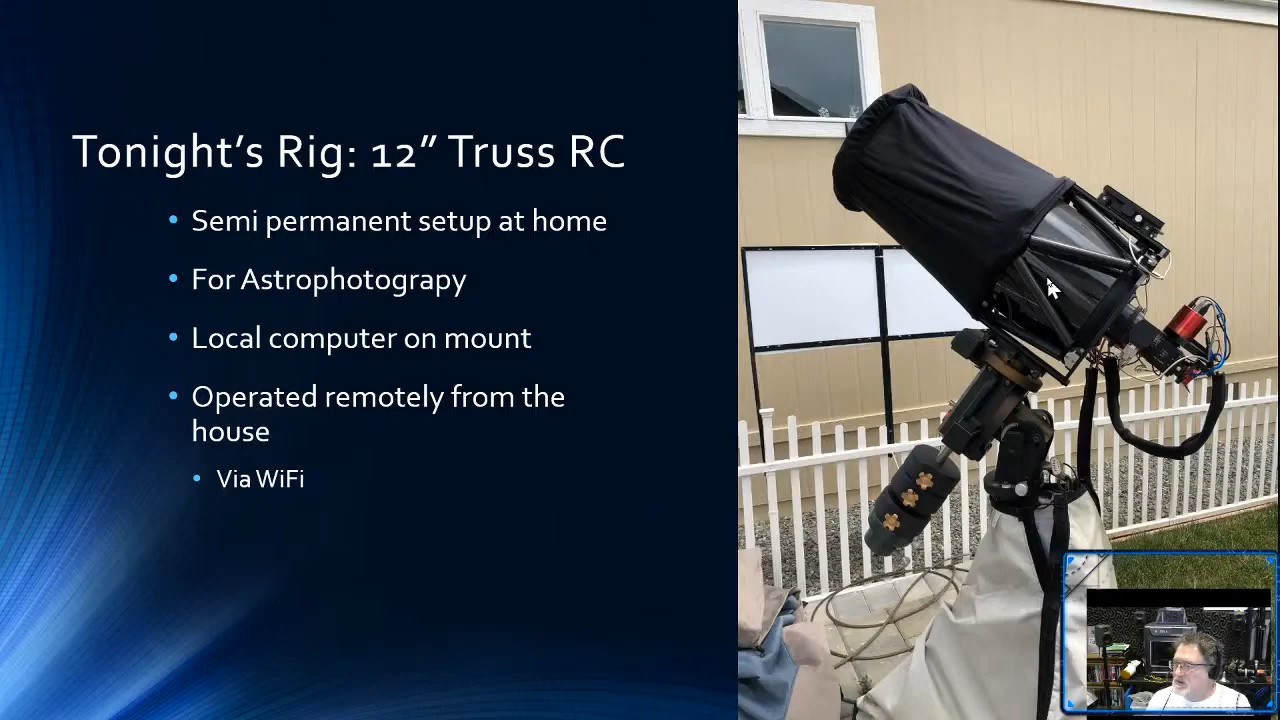 Tonight’s Rig: 12” Truss RC
• Semi permanent setup at home
• For Astrophotograpy
• Local computer on mount
• Operated remotely from the
house
• Via WiFi